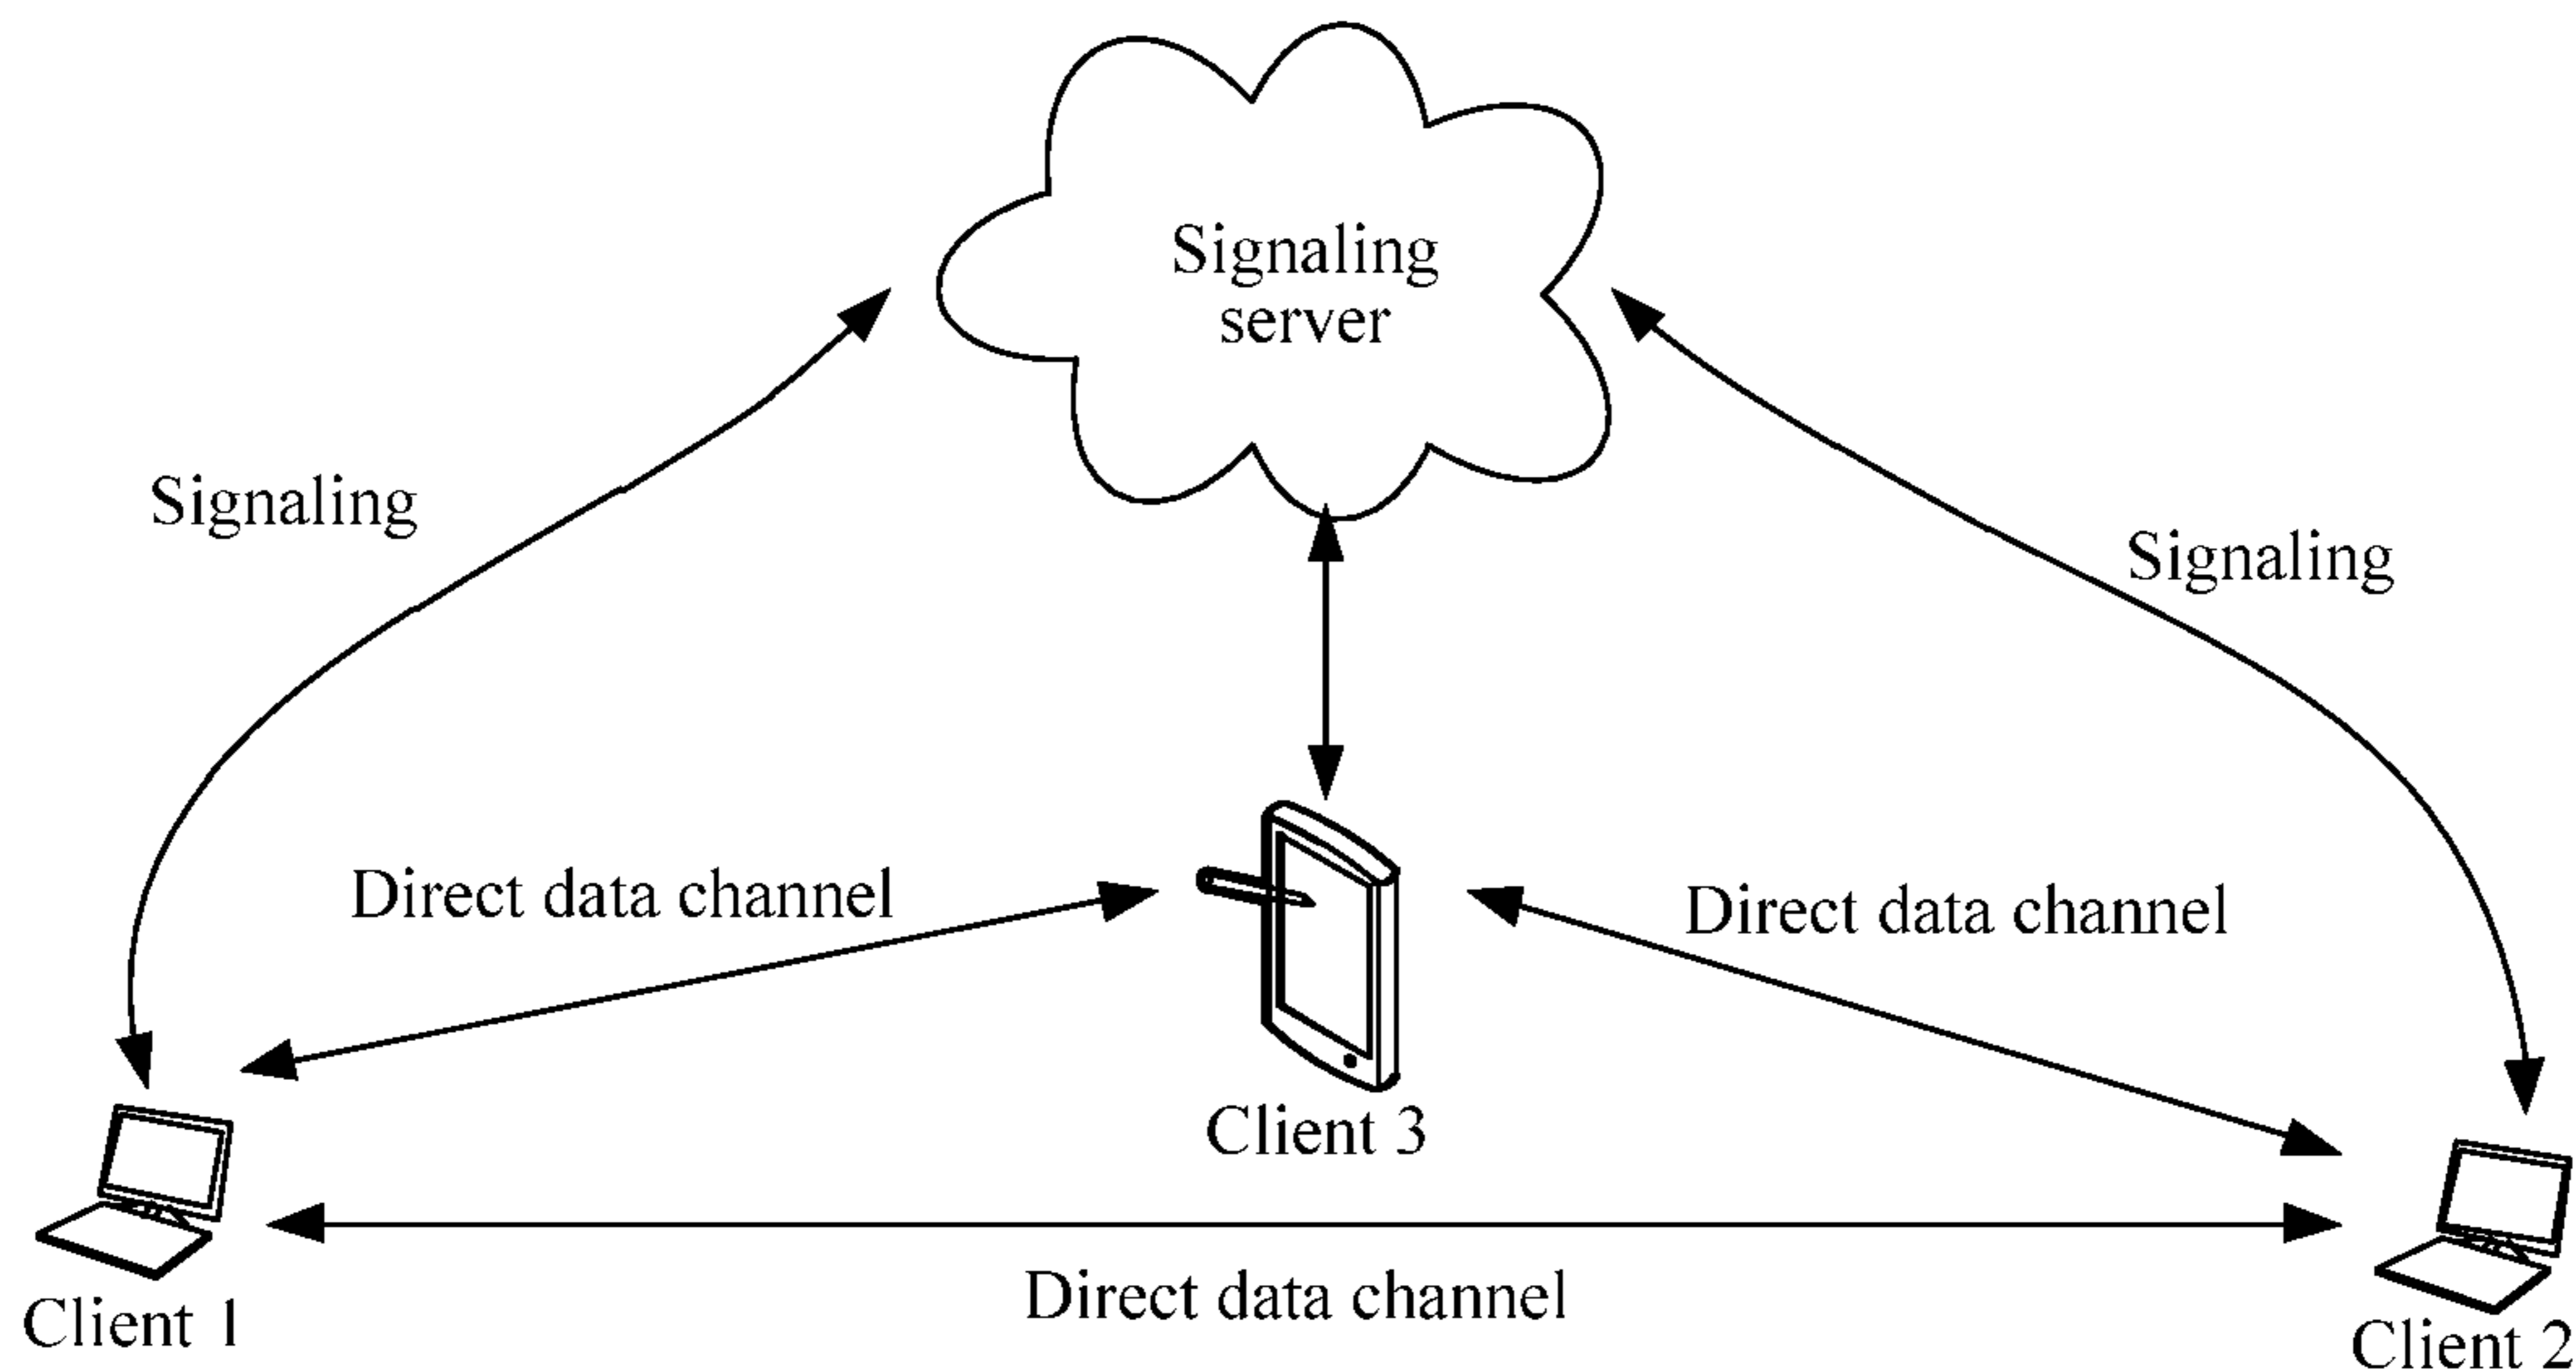 Signaling
server
Signaling
Signaling
Direct data channel
Direct data channel
Client 3
Direct data channel
Client 1
Client 2